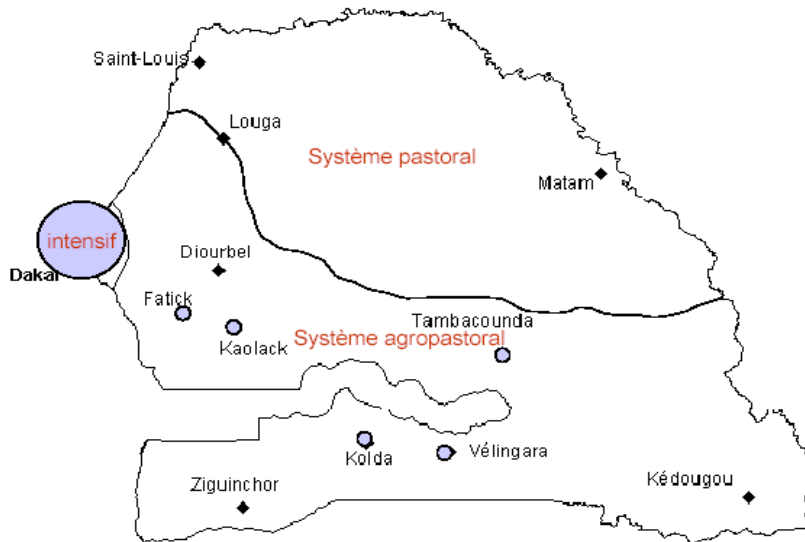 Saint-Louis
Louga
Système pastoral
Matam
intensif
Diourbel
Dakar
Fatick
Tambacounda
Système agropastoral
Kaolack
Kolda
Vélingara
Ziguinchor
Kédougou